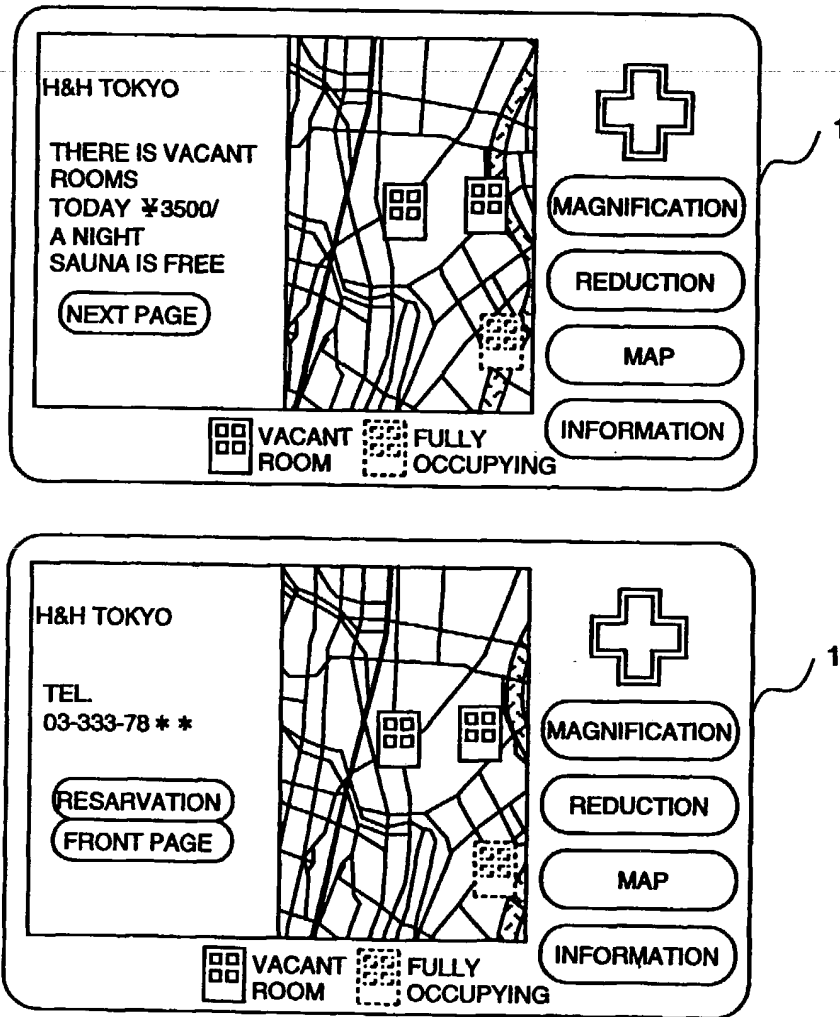 H&H TOKYO
THERE IS VACANT
ROOMS
TODAY ¥3500/
A NIGHT
SAUNA IS FREE
NEXT PAGE
MAGNIFICATION
REDUCTION
MAP
INFORMATION
1
VACANT
ROOM
FULLY
OCCUPYING
H&H TOKYO
TEL.
03-333-78**
RESARVATION
FRONT PAGE
MAGNIFICATION
REDUCTION
MAP
INFORMATION
1
VACANT
ROOM
FULLY
OCCUPYING